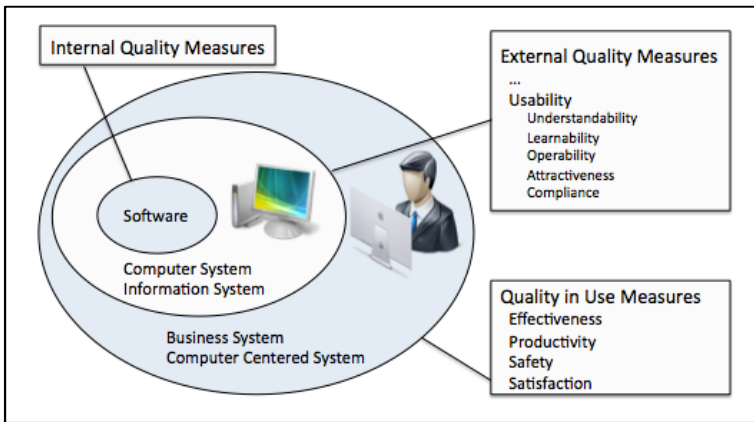 Internal Quality Measures
External Quality Measures
...
Usability
Understandability
Learnability
Operability
Attractiveness
Compliance
Software
Computer System
Information System
Business System
Computer Centered System
Quality in Use Measures
Effectiveness
Productivity
Safety
Satisfaction